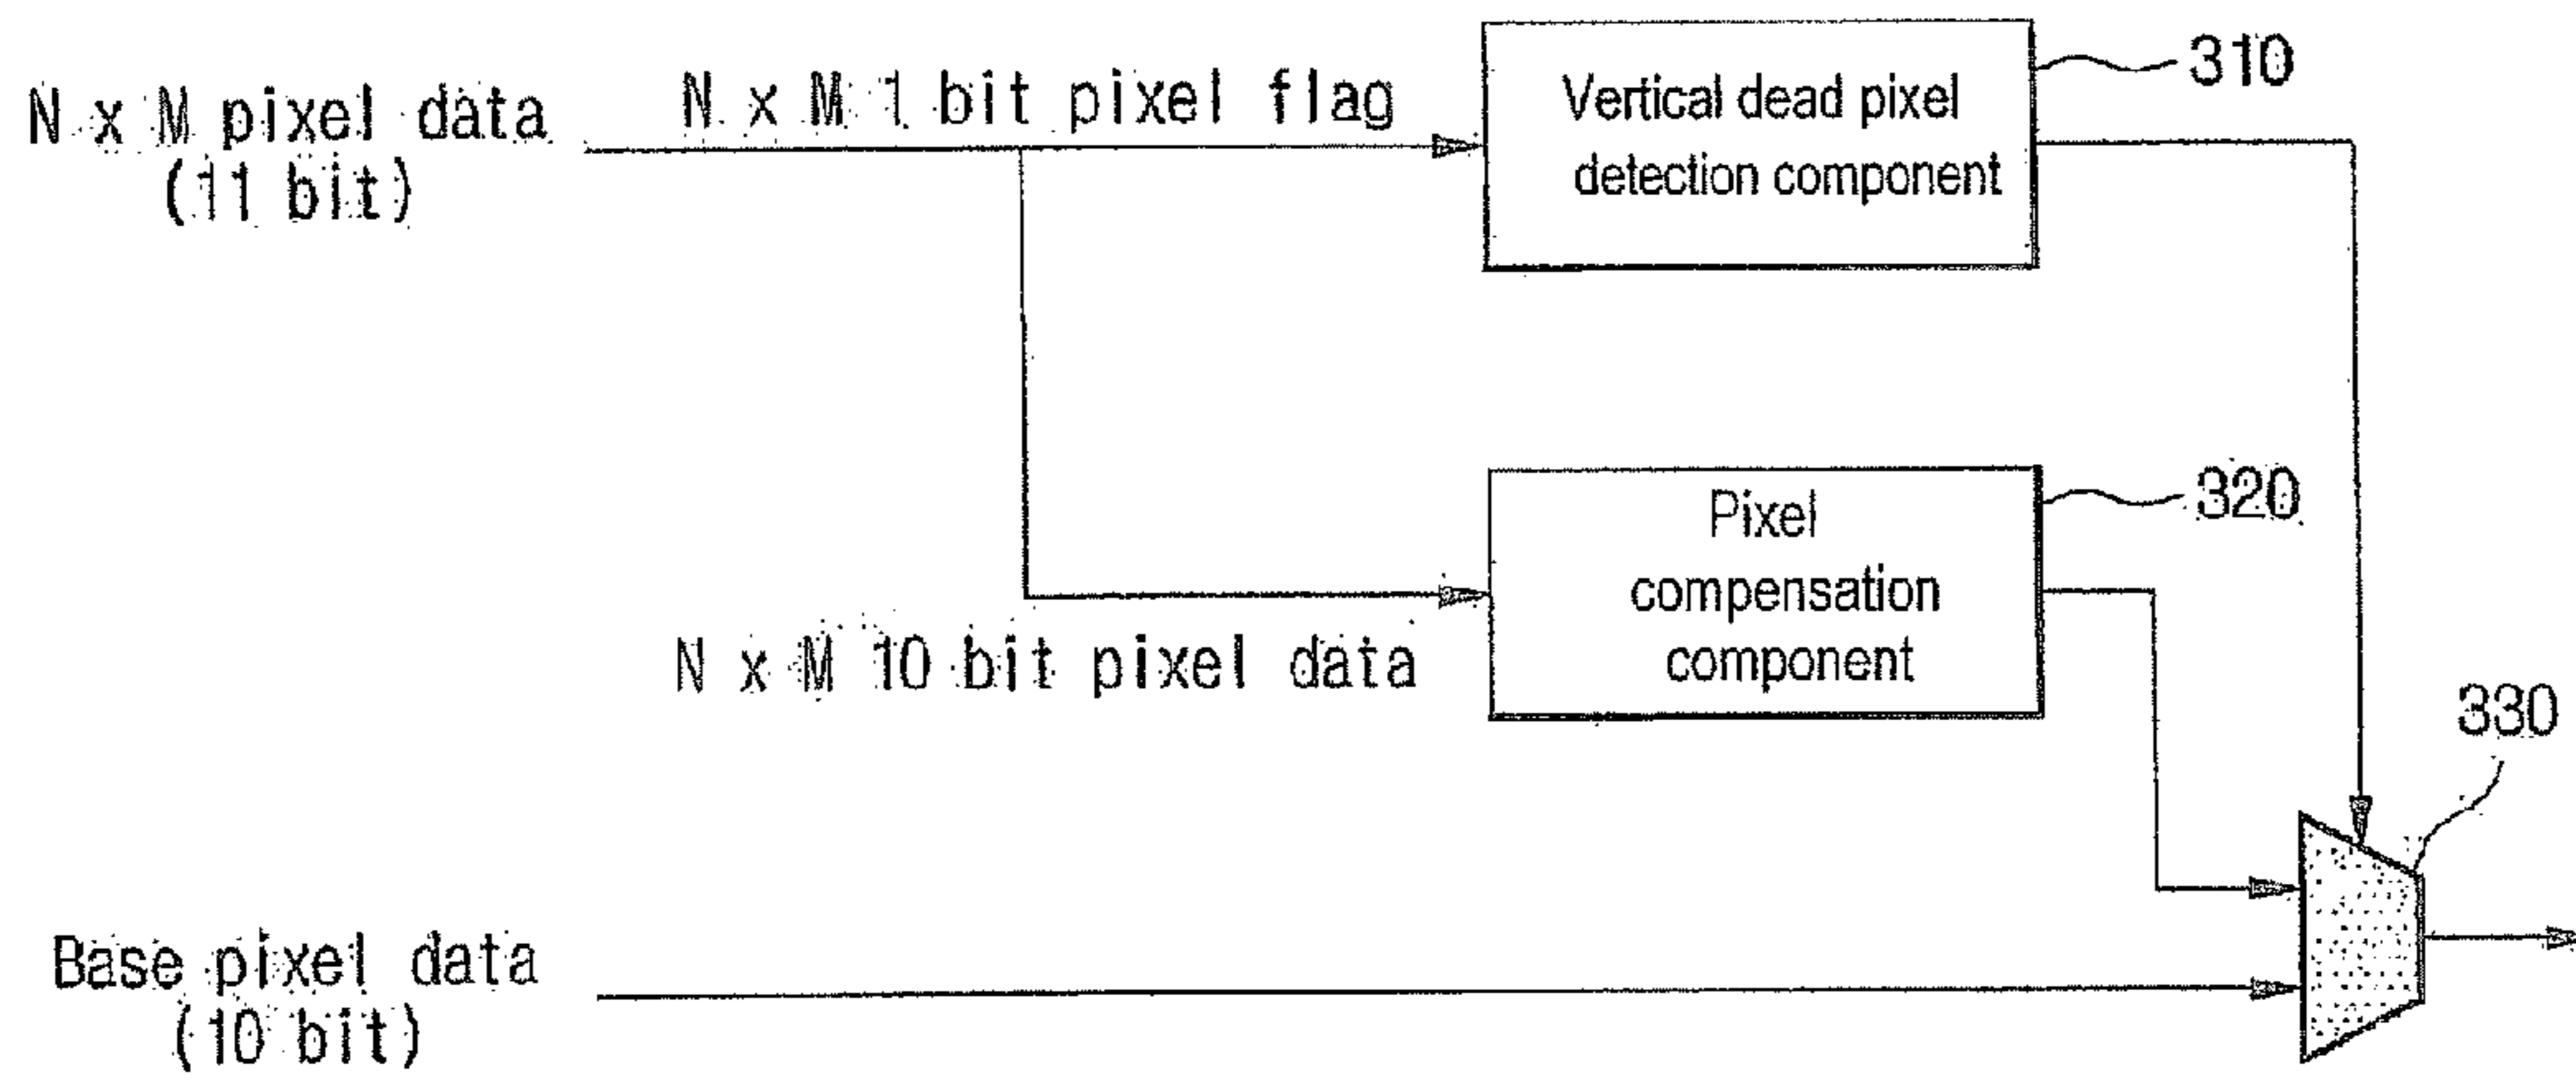 N x M pixel data
(11 bit)
N x M 1 bit pixel flag
Vertical dead pixel
detection component
310
Pixel
compensation
component
320
N x M 10 bit pixel data
330
Base pixel data
(10 bit)